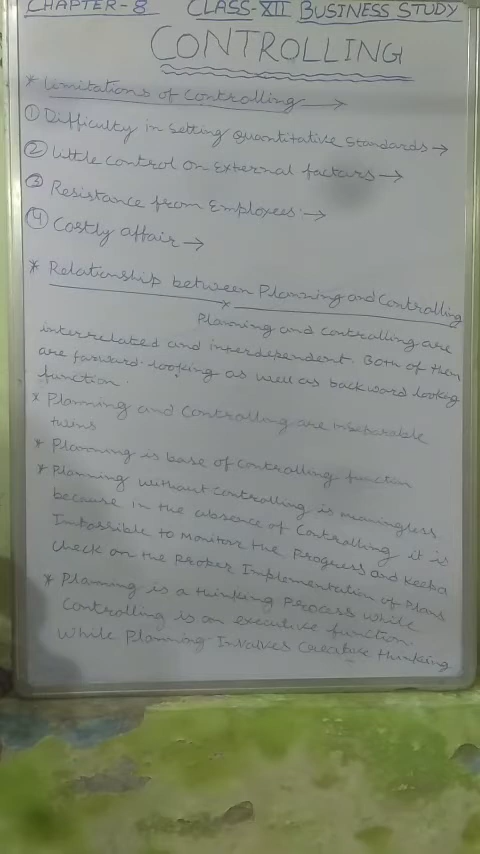 CHAPTER-8 CLASS-XII BUSINESS STUDY
CONTROLLING
* Limitations of Controlling →
① Difficulty in setting Quantitative Standards →
② Little control on External factors →
③ Resistance from Employees →
④ Costly affair →
* Relationship between Planning and Controlling
Planning and controlling are
interrelated and interdependent. Both of them
are forward-looking as well as backward looking
function.
* Planning and Controlling are inseparable
twins
* Planning is base of controlling function
* Planning without controlling is meaningless
because in the absence of controlling it is
Impossible to monitor the Progress and keeba
check on the Proker Implementation of Plans
* Planning is a thinking Process while
Controlling is an executive function.
While Planning Involves Creative thinking